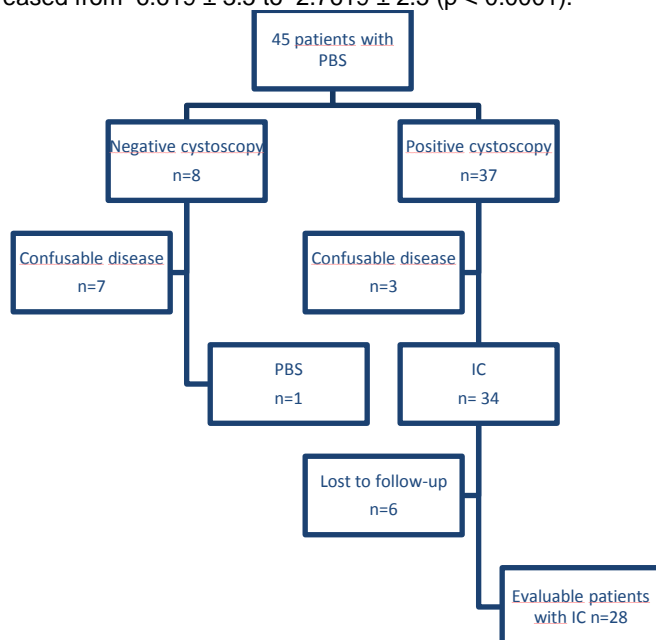 45 patients with
PBS
Negative cystoscopy
n=8
Positive cystoscopy
n=37
Confusable disease
n=7
Confusable disease
n=3
PBS
n=1
IC
n= 34
Lost to follow-up
n=6
Evaluable patients
with IC n=28